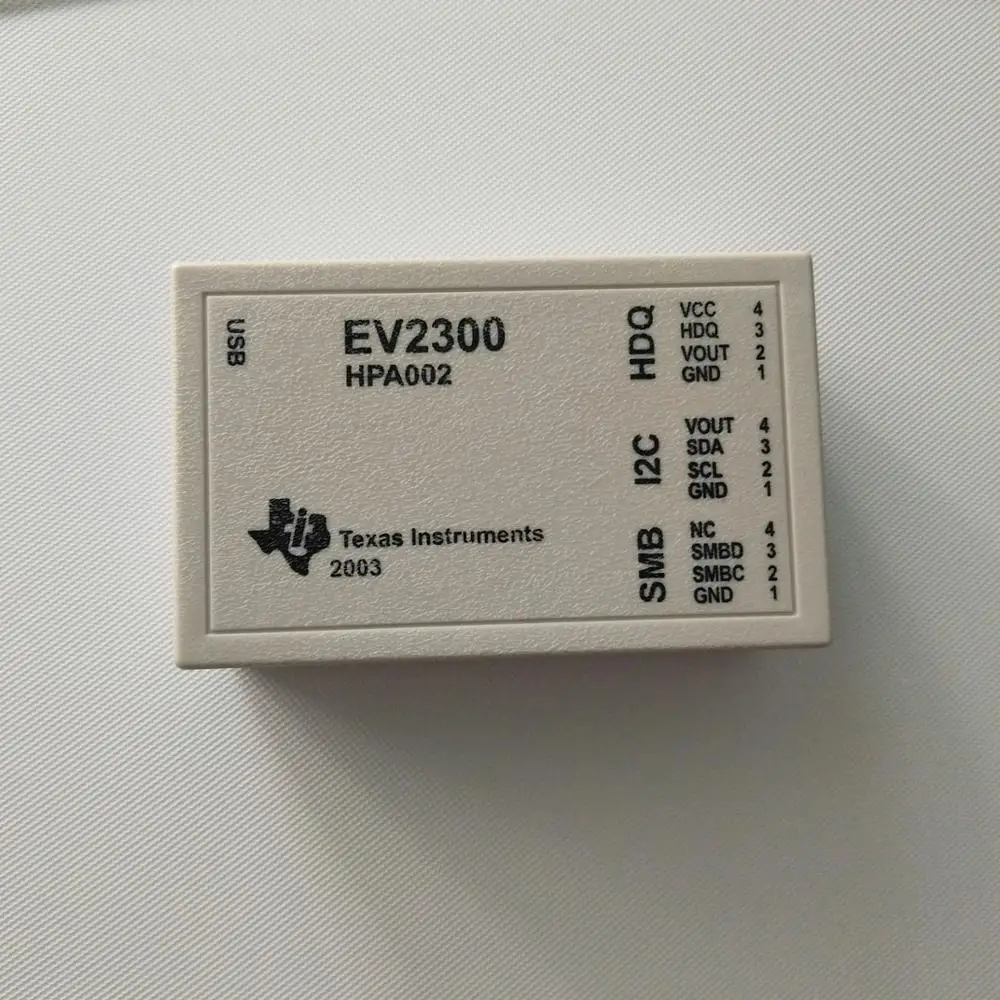 USB
EV2300
HPA002
ti Texas Instruments
2003
HDQ
VCC 4
HDQ 3
VOUT 2
GND 1
I2C
VOUT 4
SDA 3
SCL 2
GND 1
SMB
NC 4
SMBD 3
SMBC 2
GND 1